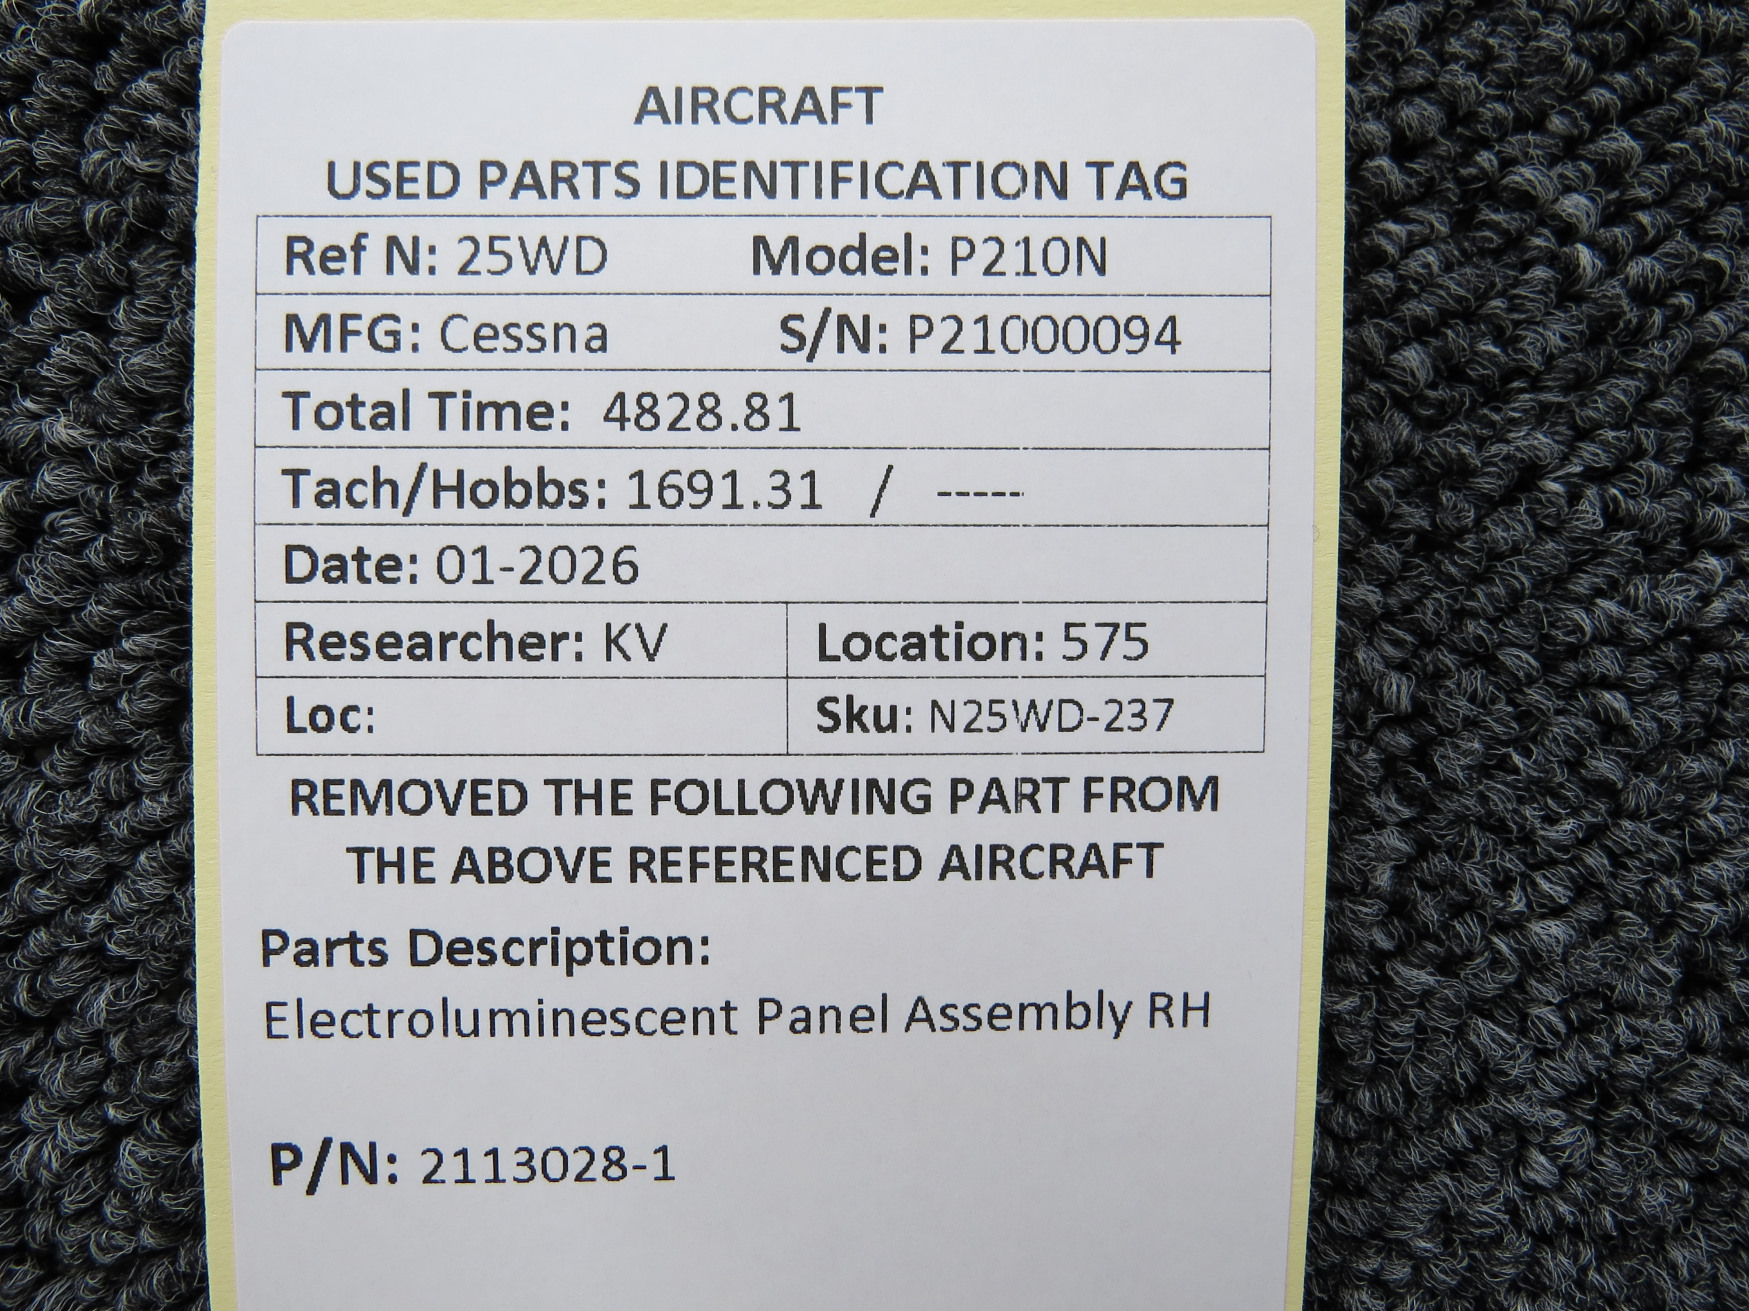 AIRCRAFT
USED PARTS IDENTIFICATION TAG
Ref N: 25WD Model: P210N
MFG: Cessna S/N: P21000094
Total Time: 4828.81
Tach/Hobbs: 1691.31 / -----
Date: 01-2026
Researcher: KV Location: 575
Loc: Sku: N25WD-237
REMOVED THE FOLLOWING PART FROM
THE ABOVE REFERENCED AIRCRAFT
Parts Description:
Electroluminescent Panel Assembly RH
P/N: 2113028-1